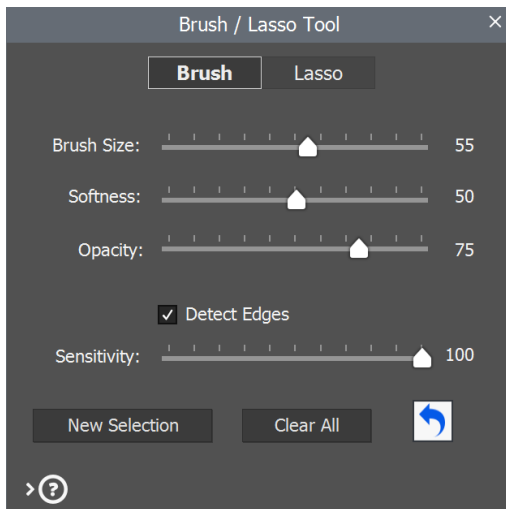 Brush / Lasso Tool
Brush Lasso
Brush Size: 55
Softness: 50
Opacity: 75
Detect Edges
Sensitivity: 100
New Selection Clear All
?